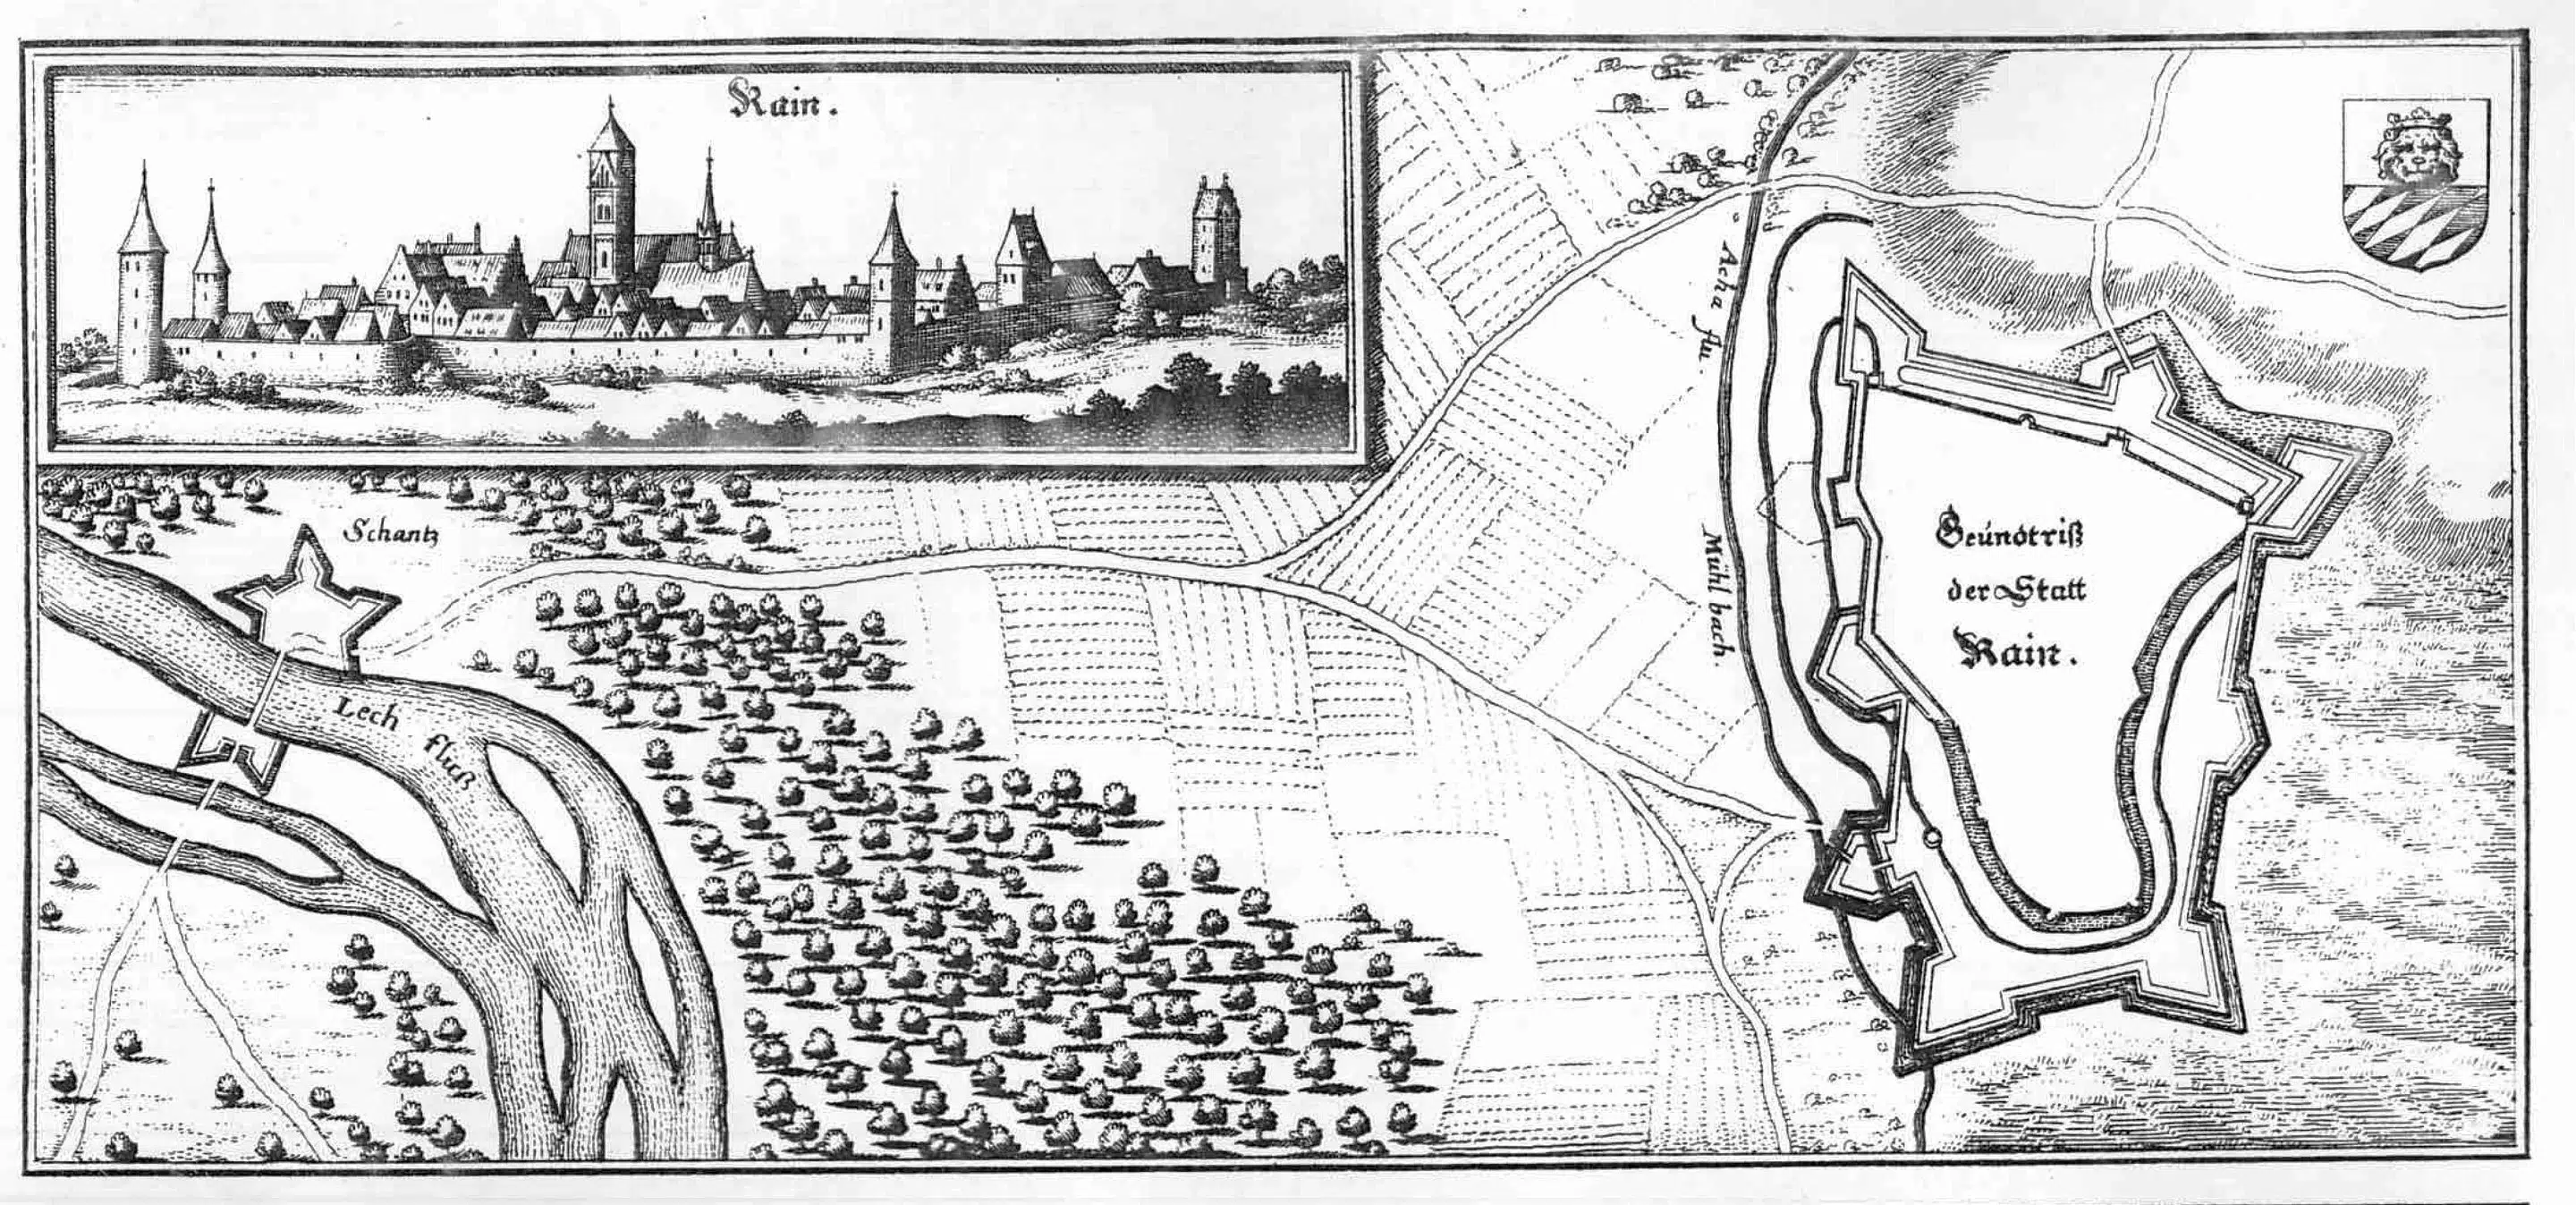 Rain.
Schantz
Lech fluß
Acha flu
Mühl bach.
Grundtriß
der Statt
Rain.